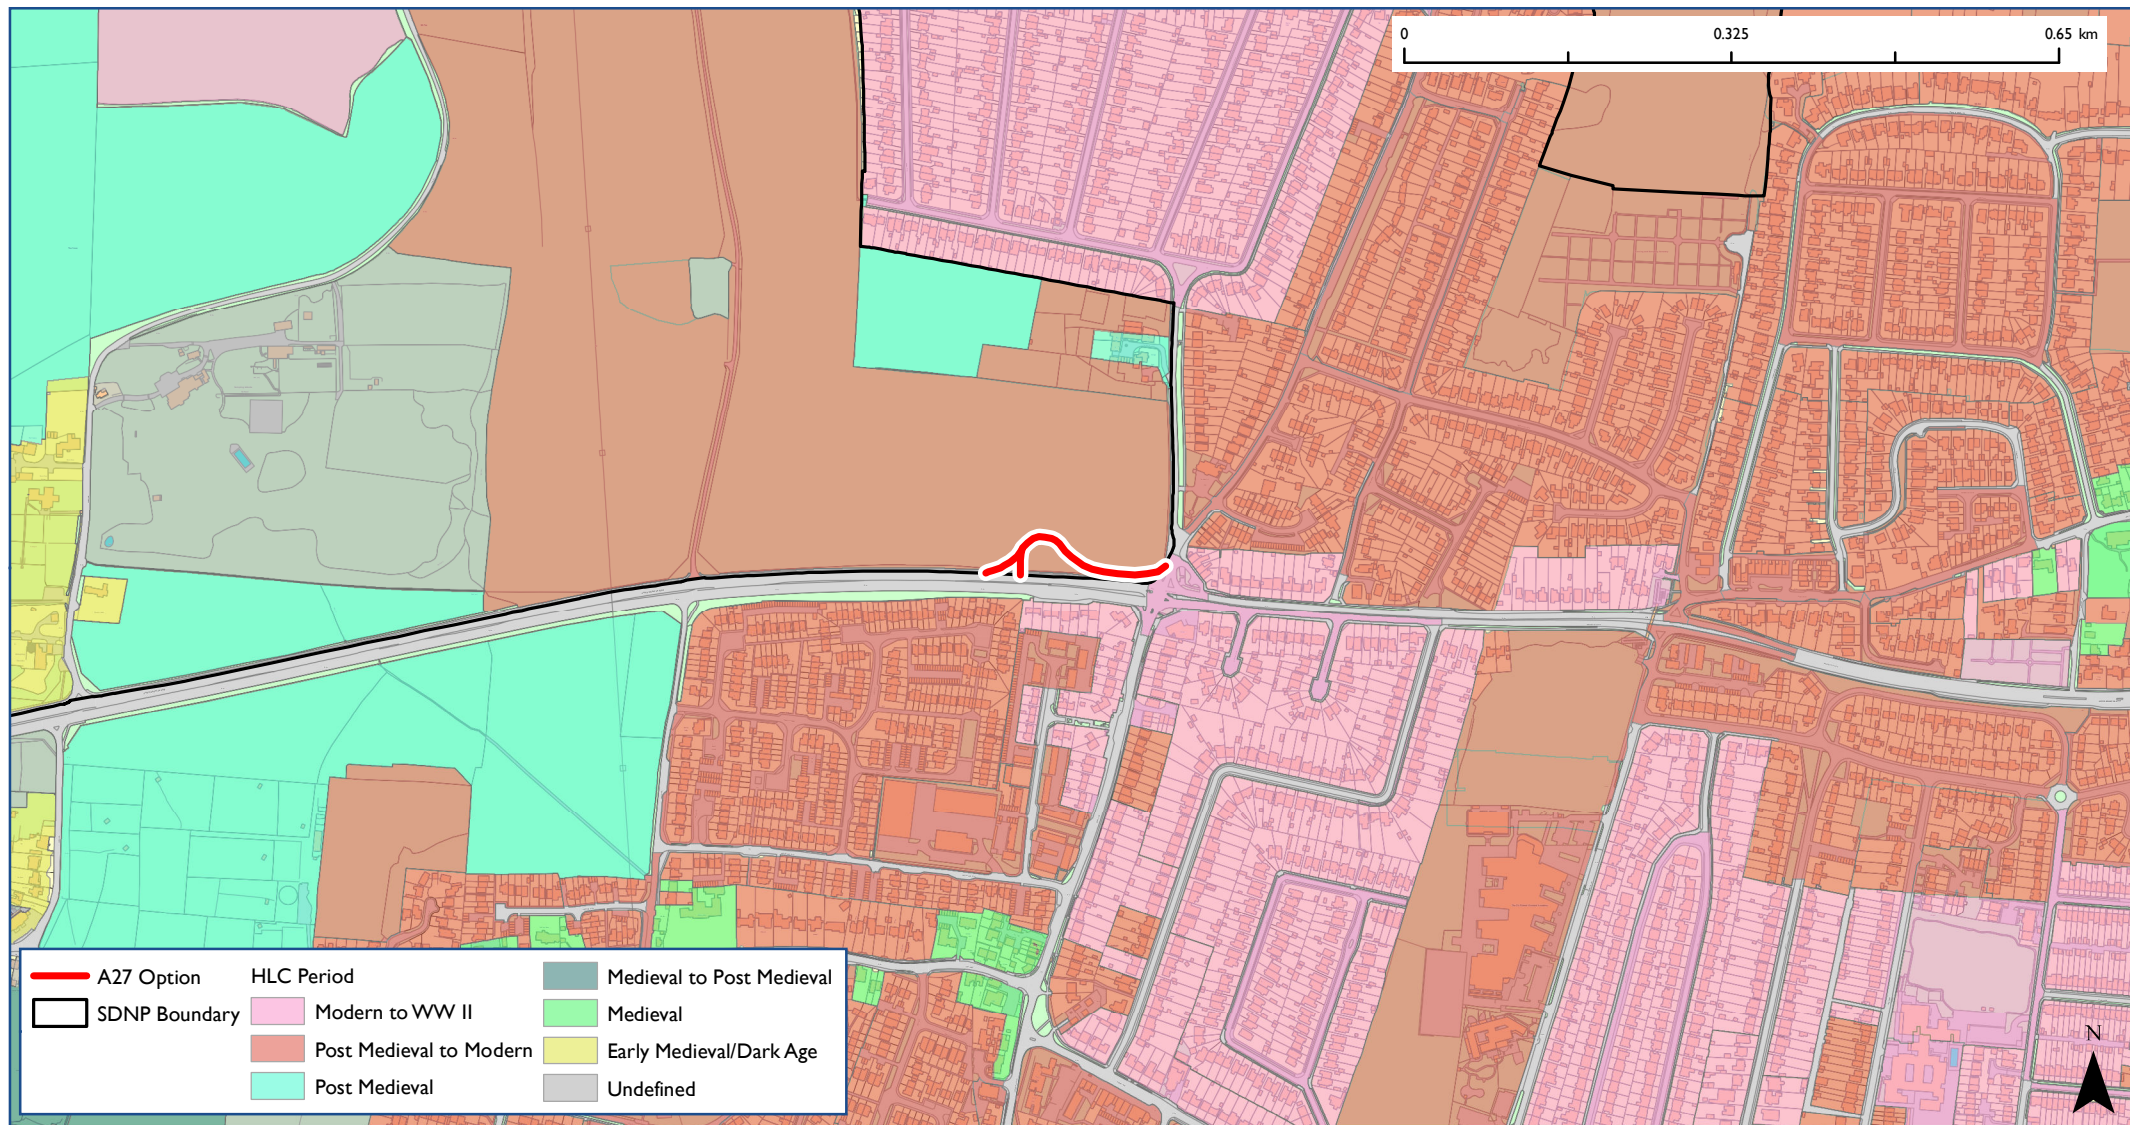 0 0.325 0.65 km
A27 Option
SDNP Boundary
HLC Period
Modern to WW II
Post Medieval to Modern
Post Medieval
Medieval to Post Medieval
Medieval
Early Medieval/Dark Age
Undefined
N